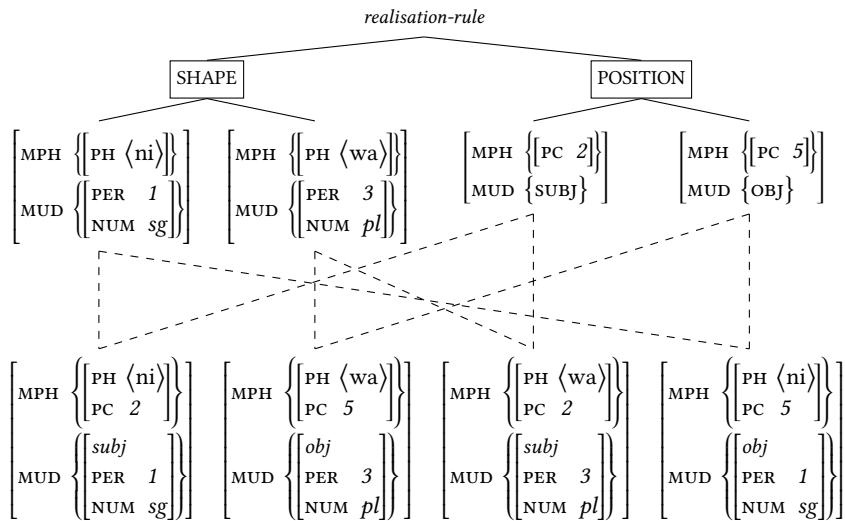 realisation-rule
SHAPE POSITION
MPH {[PH ⟨ni⟩]} MPH {[PH ⟨wa⟩]} MPH {[PC 2]} MPH {[PC 5]}
MUD {[PER 1 NUM sg]} MUD {[PER 3 NUM pl]} MUD {SUBJ} MUD {OBJ}
MPH {[PH ⟨ni⟩ PC 2]} MPH {[PH ⟨wa⟩ PC 5]} MPH {[PH ⟨wa⟩ PC 2]} MPH {[PH ⟨ni⟩ PC 5]}
MUD {[subj PER 1 NUM sg]} MUD {[obj PER 3 NUM pl]} MUD {[subj PER 3 NUM pl]} MUD {[obj PER 1 NUM sg]}